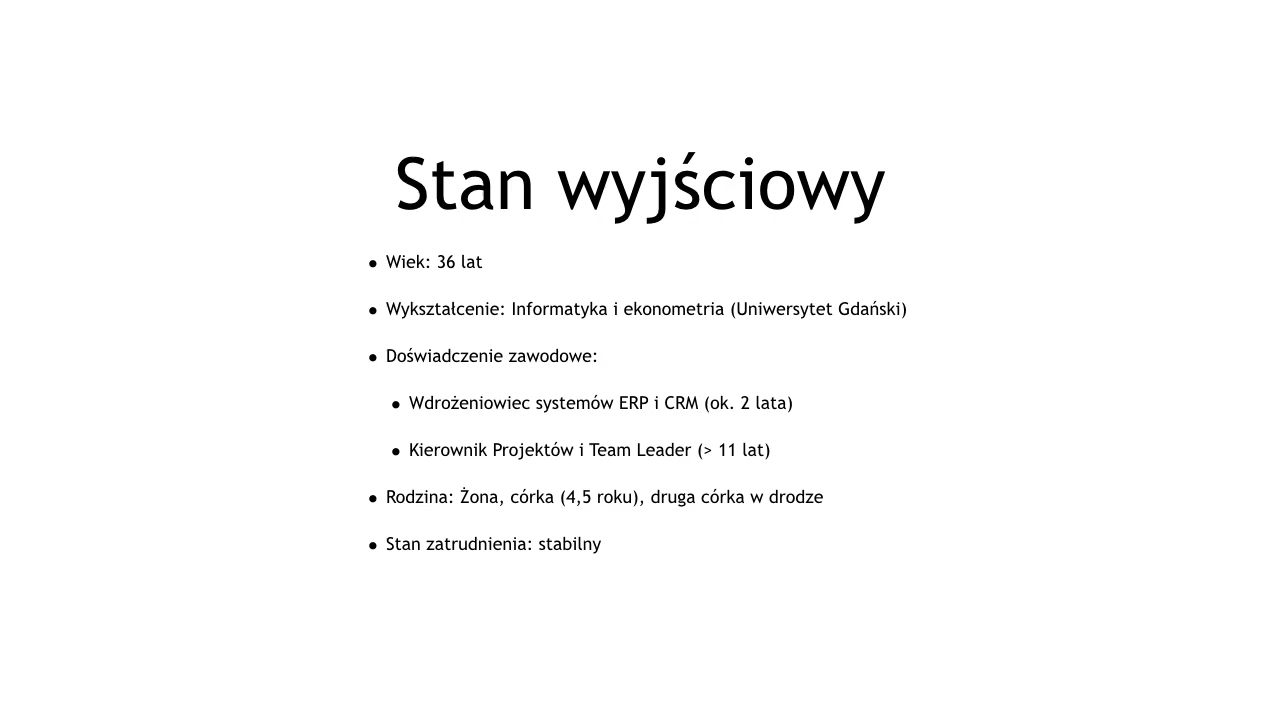 Stan wyjściowy
• Wiek: 36 lat
• Wykształcenie: Informatyka i ekonometria (Uniwersytet Gdański)
• Doświadczenie zawodowe:
• Wdrożeniowiec systemów ERP i CRM (ok. 2 lata)
• Kierownik Projektów i Team Leader (> 11 lat)
• Rodzina: Żona, córka (4,5 roku), druga córka w drodze
• Stan zatrudnienia: stabilny